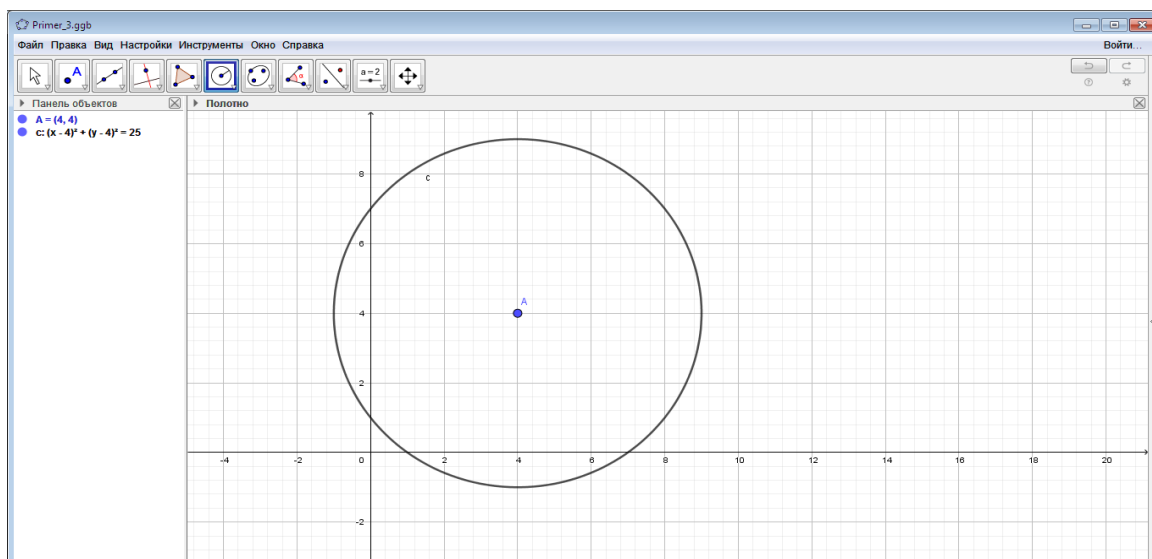 Primer_3.ggb
Файл Правка Вид Настройки Инструменты Окно Справка Войти...
A
a=2
Панель объектов
Полотно
A = (4, 4)
c: (x - 4)² + (y - 4)² = 25
8
c
6
A
4
2
-4 -2 0 2 4 6 8 10 12 14 16 18 20
-2